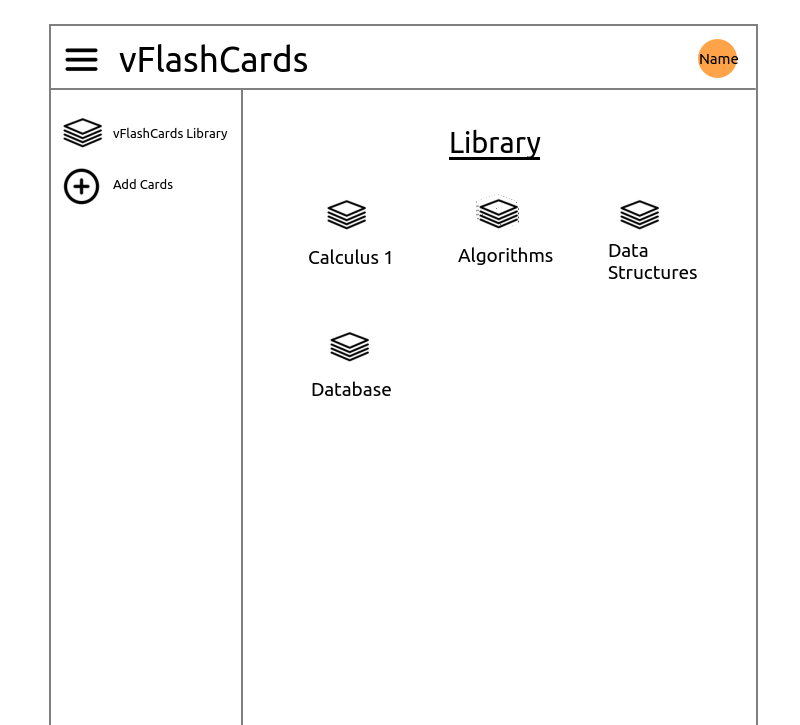 vFlashCards
Name
vFlashCards Library
Add Cards
Library
Calculus 1
Algorithms
Data
Structures
Database